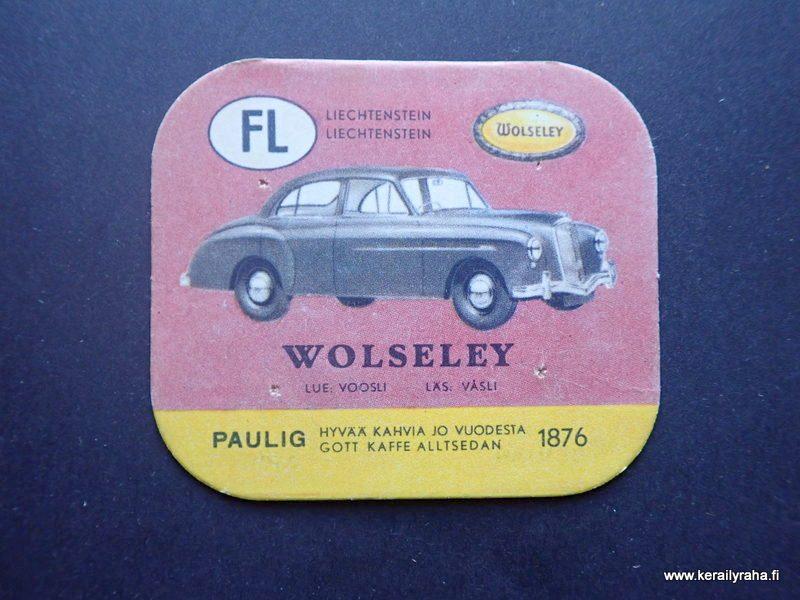 FL
LIECHTENSTEIN
LIECHTENSTEIN
WOLSELEY
WOLSELEY
LUE: VOOSLI LÄS: VÅSLI
PAULIG HYVÄÄ KAHVIA JO VUODESTA 1876
GOTT KAFFE ALLTSEDAN
www.kerailyraha.fi